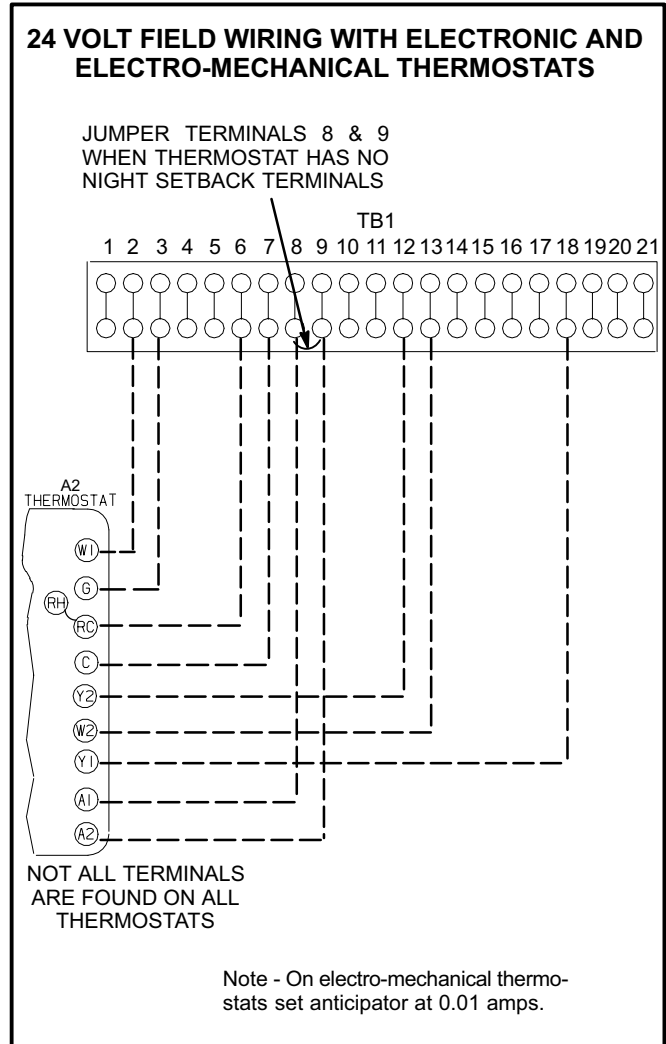 24 VOLT FIELD WIRING WITH ELECTRONIC AND
ELECTRO-MECHANICAL THERMOSTATS
JUMPER TERMINALS 8 & 9
WHEN THERMOSTAT HAS NO
NIGHT SETBACK TERMINALS
TB1
1 2 3 4 5 6 7 8 9 10 11 12 13 14 15 16 17 18 19 20 21
A2
THERMOSTAT
W1
G
RH
RC
C
Y2
W2
Y1
A1
A2
NOT ALL TERMINALS
ARE FOUND ON ALL
THERMOSTATS
Note - On electro-mechanical thermo-
stats set anticipator at 0.01 amps.